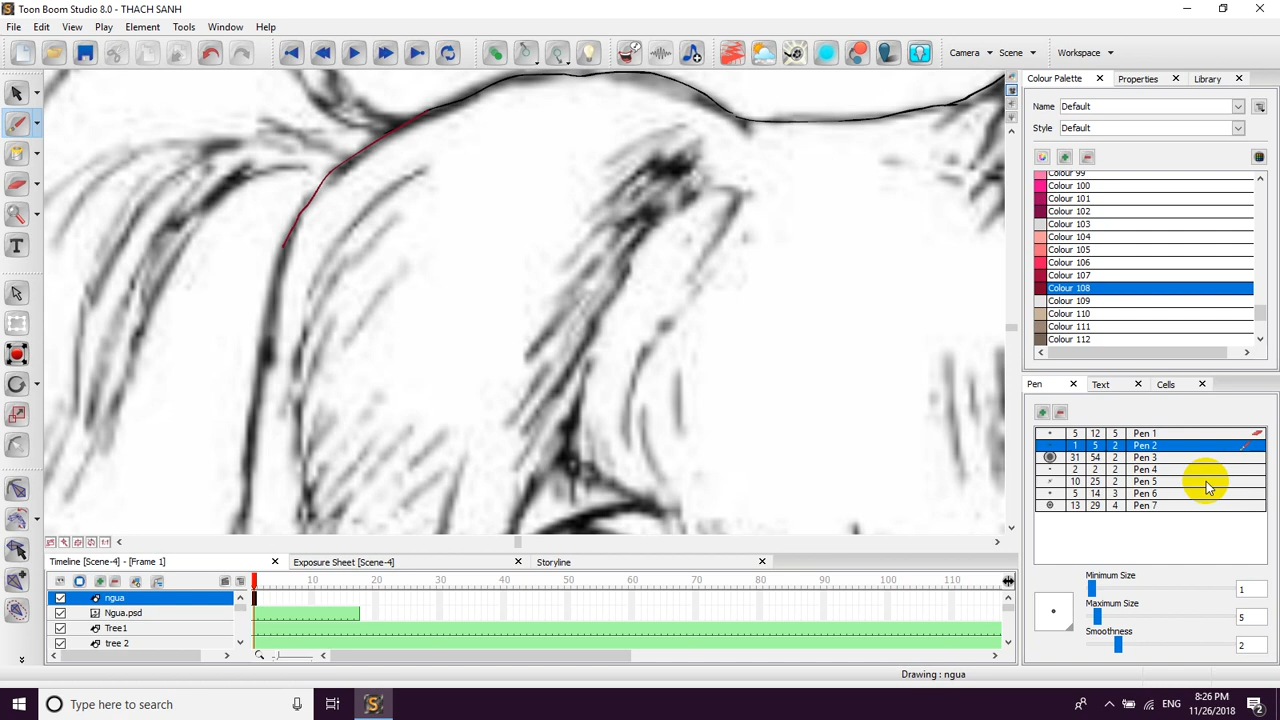 Toon Boom Studio 8.0 - THACH SANH
File Edit View Play Element Tools Window Help
Camera Scene Workspace
Colour Palette Properties Library
Name Default
Style Default
Colour 99
Colour 100
Colour 101
Colour 102
Colour 103
Colour 104
Colour 105
Colour 106
Colour 107
Colour 108
Colour 109
Colour 110
Colour 111
Colour 112
Pen Text Cells
5 12 5 Pen 1
1 5 2 Pen 2
31 54 2 Pen 3
2 2 2 Pen 4
10 25 2 Pen 5
5 14 3 Pen 6
13 29 4 Pen 7
Minimum Size
1
Maximum Size
5
Smoothness
2
Timeline [Scene-4] - [Frame 1] Exposure Sheet [Scene-4] Storyline
10 20 30 40 50 60 70 80 90 100 110
ngua
Ngua.psd
Tree1
tree 2
Drawing : ngua
Type here to search
ENG
8:26 PM
11/26/2018
2